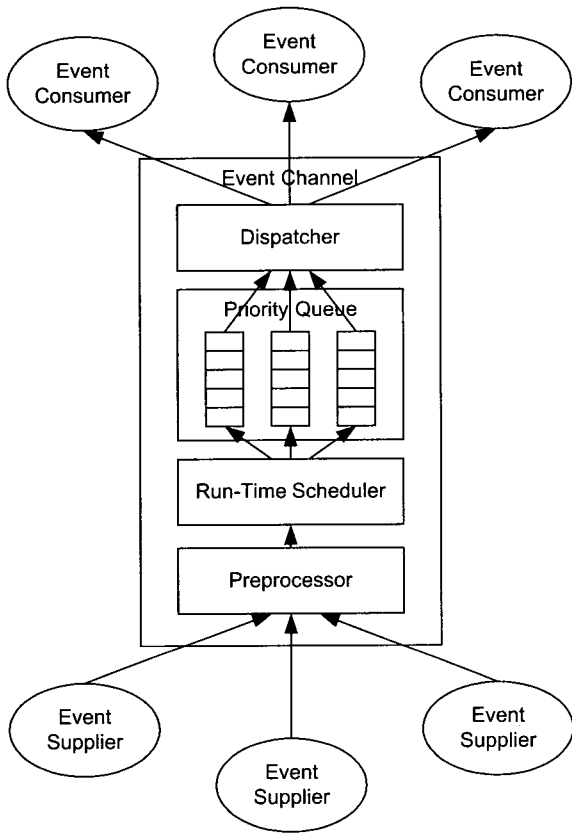 Event
Consumer
Event
Consumer
Event
Consumer
Event Channel
Dispatcher
Priority Queue
Run-Time Scheduler
Preprocessor
Event
Supplier
Event
Supplier
Event
Supplier